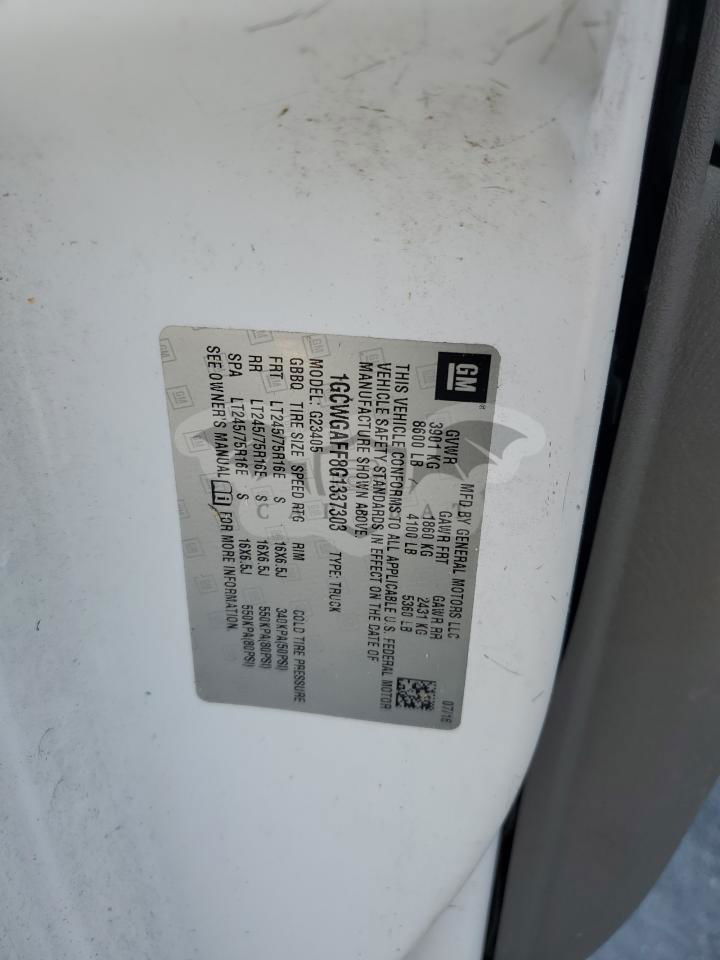 GM®
MFD BY GENERAL MOTORS LLC 07/16
GVWR GAWR FRT GAWR RR
3901 KG 1860 KG 2431 KG
8600 LB 4100 LB 5360 LB
THIS VEHICLE CONFORMS TO ALL APPLICABLE U.S. FEDERAL MOTOR
VEHICLE SAFETY STANDARDS IN EFFECT ON THE DATE OF
MANUFACTURE SHOWN ABOVE.
1GCWGAFF8G1337303 TYPE: TRUCK
MODEL: G23405
GBBO TIRE SIZE SPEED RTG RIM COLD TIRE PRESSURE
FRT LT245/75R16E S 16X6.5J 340KPA(50PSI)
RR LT245/75R16E S 16X6.5J 550KPA(80PSI)
SPA LT245/75R16E S 16X6.5J 550KPA(80PSI)
SEE OWNER'S MANUAL FOR MORE INFORMATION.